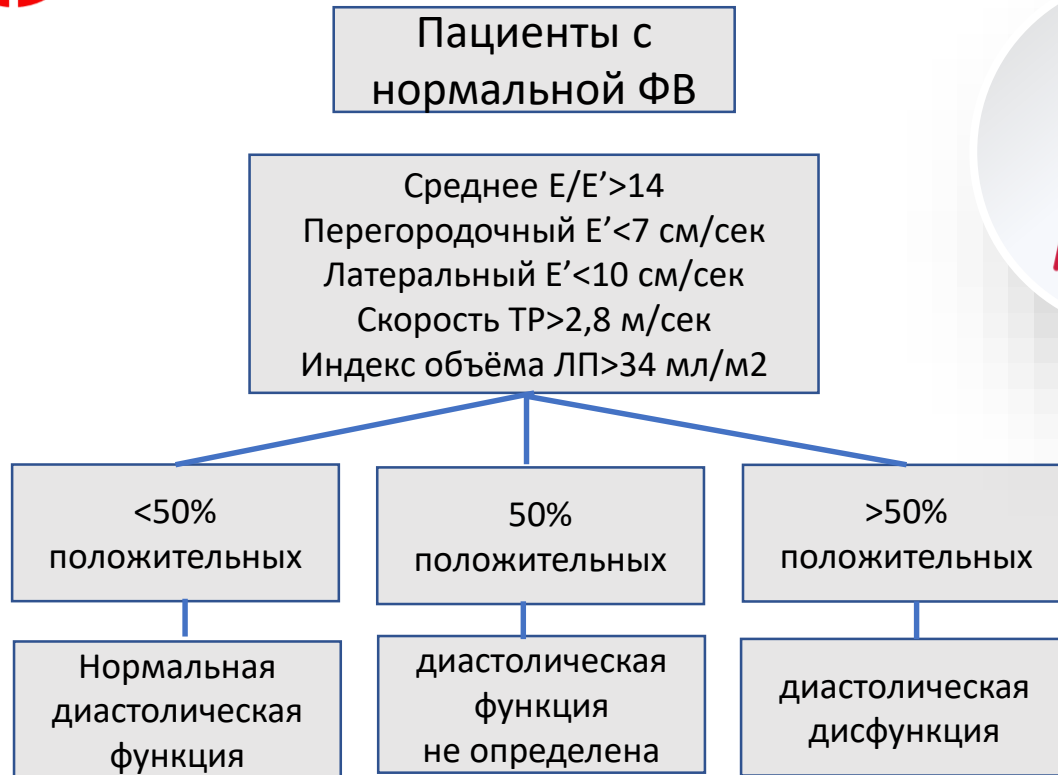 Пациенты с
нормальной ФВ
Среднее E/E’>14
Перегородочный E’<7 см/сек
Латеральный E’<10 см/сек
Скорость ТР>2,8 м/сек
Индекс объёма ЛП>34 мл/м2
<50%
положительных
50%
положительных
>50%
положительных
Нормальная
диастолическая
функция
диастолическая
функция
не определена
диастолическая
дисфункция